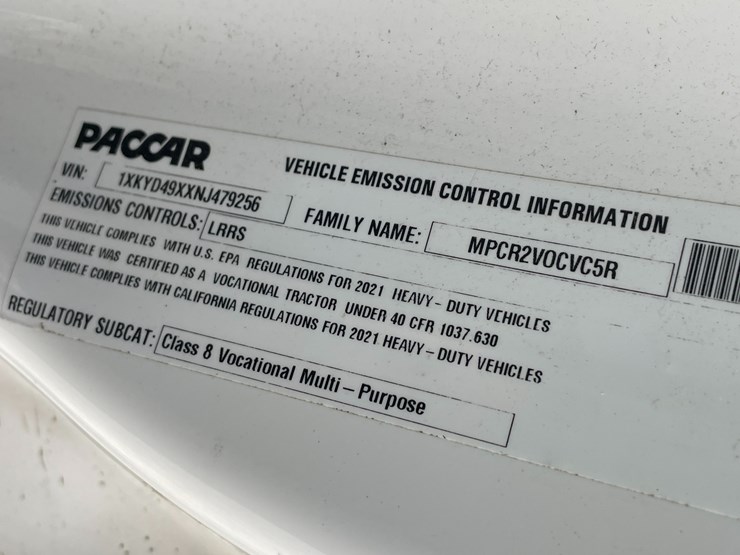 PACCAR
VEHICLE EMISSION CONTROL INFORMATION
VIN: 1XKYD49XXNJ479256
FAMILY NAME: MPCR2VOCVC5R
EMISSIONS CONTROLS: LRRS
THIS VEHICLE COMPLIES WITH U.S. EPA REGULATIONS FOR 2021 HEAVY - DUTY VEHICLES
THIS VEHICLE WAS CERTIFIED AS A VOCATIONAL TRACTOR UNDER 40 CFR 1037.630
THIS VEHICLE COMPLIES WITH CALIFORNIA REGULATIONS FOR 2021 HEAVY - DUTY VEHICLES
REGULATORY SUBCAT: Class 8 Vocational Multi - Purpose